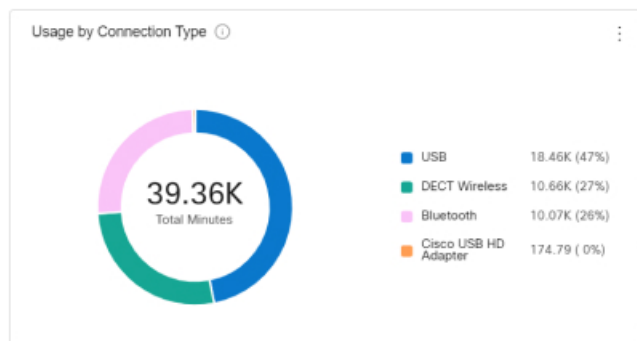 Usage by Connection Type
39.36K
Total Minutes
USB 18.46K (47%)
DECT Wireless 10.66K (27%)
Bluetooth 10.07K (26%)
Cisco USB HD
Adapter 174.79 ( 0%)